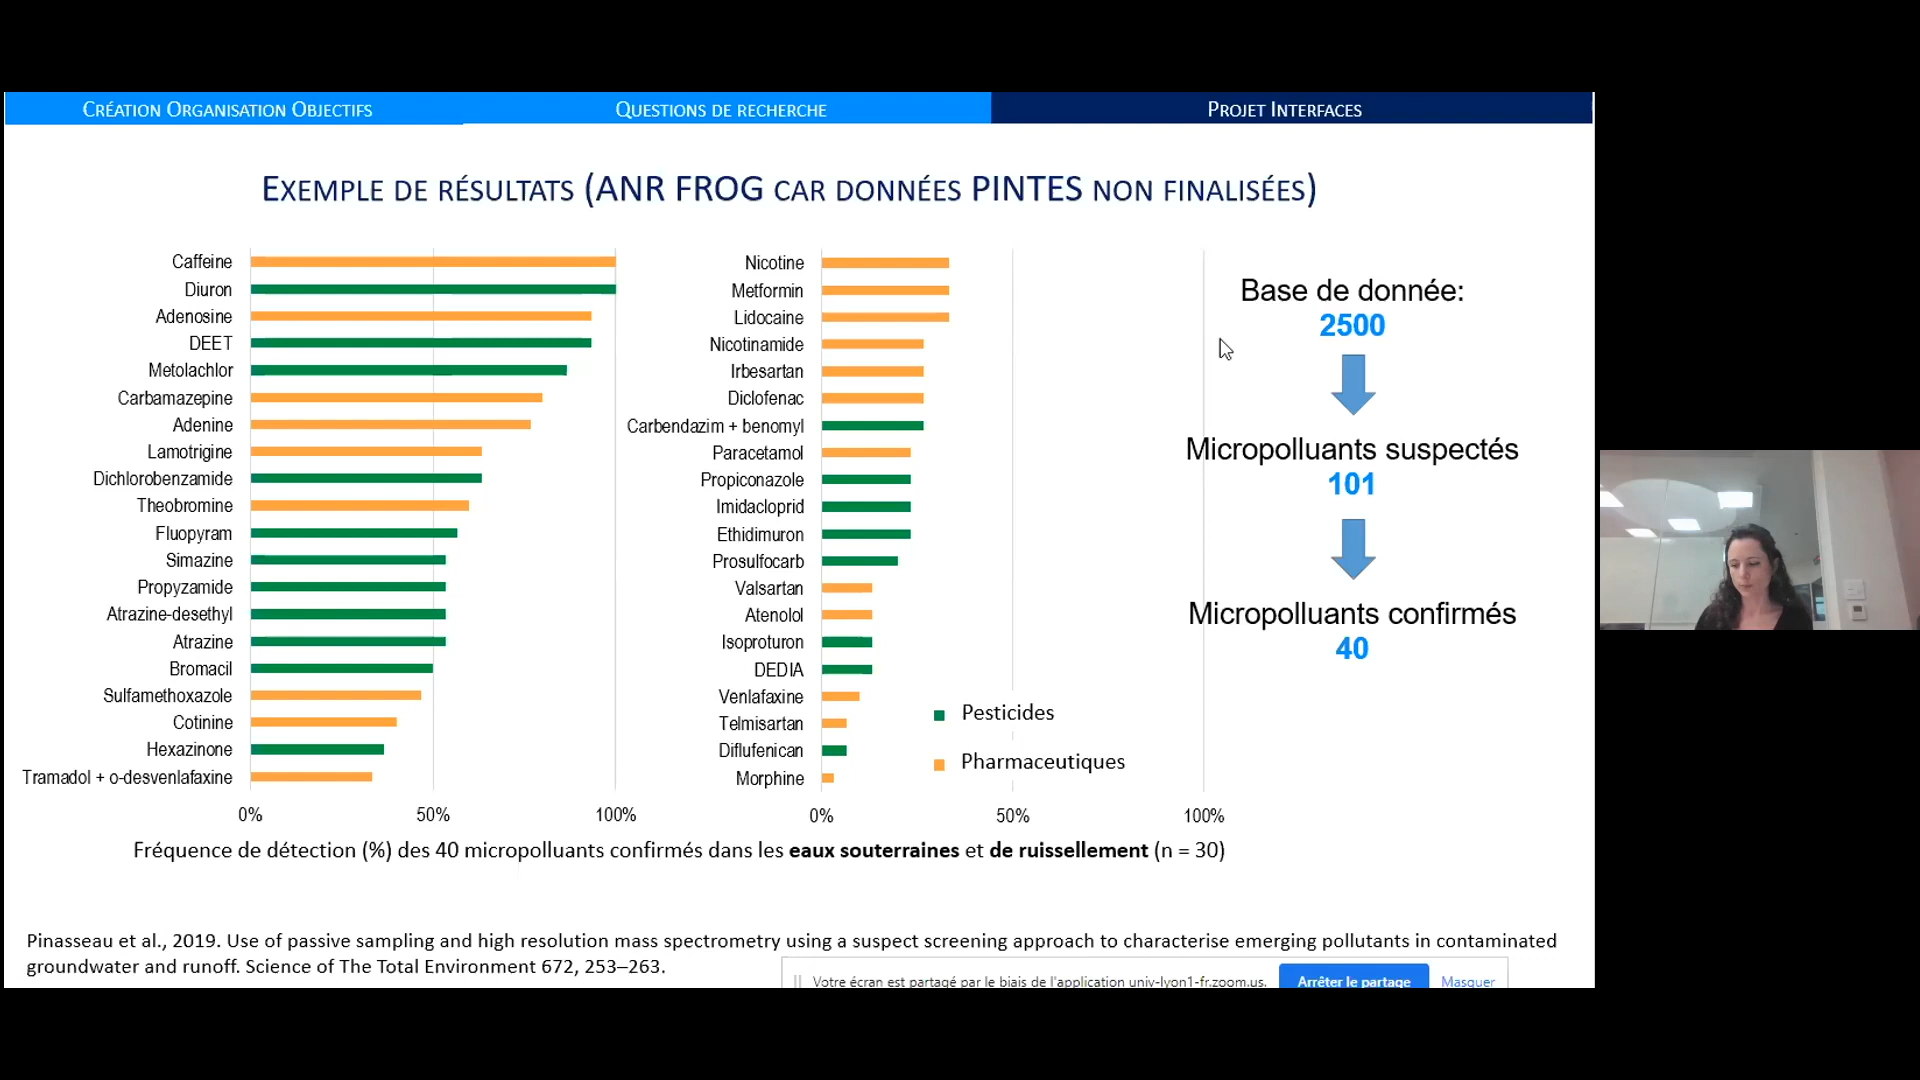 CRÉATION ORGANISATION OBJECTIFS
QUESTIONS DE RECHERCHE
PROJET INTERFACES
EXEMPLE DE RÉSULTATS (ANR FROG CAR DONNÉES PINTES NON FINALISÉES)
Caffeine
Diuron
Adenosine
DEET
Metolachlor
Carbamazepine
Adenine
Lamotrigine
Dichlorobenzamide
Theobromine
Fluopyram
Simazine
Propyzamide
Atrazine-desethyl
Atrazine
Bromacil
Sulfamethoxazole
Cotinine
Hexazinone
Tramadol + o-desvenlafaxine
0% 50% 100%
Nicotine
Metformin
Lidocaine
Nicotinamide
Irbesartan
Diclofenac
Carbendazim + benomyl
Paracetamol
Propiconazole
Imidacloprid
Ethidimuron
Prosulfocarb
Valsartan
Atenolol
Isoproturon
DEDIA
Venlafaxine
Telmisartan
Diflufenican
Morphine
0% 50% 100%
Pesticides
Pharmaceutiques
Base de donnée:
2500
Micropolluants suspectés
101
Micropolluants confirmés
40
Fréquence de détection (%) des 40 micropolluants confirmés dans les eaux souterraines et de ruissellement (n = 30)
Pinasseau et al., 2019. Use of passive sampling and high resolution mass spectrometry using a suspect screening approach to characterise emerging pollutants in contaminated
groundwater and runoff. Science of The Total Environment 672, 253–263.
Votre écran est partagé par le biais de l'application univ-lyon1-fr.zoom.us.
Arrêter le partage
Masquer